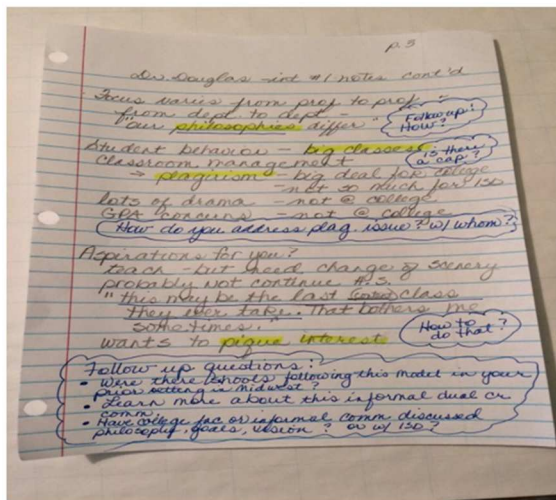 p. 3
Dr. Douglas - int #1 notes cont'd
Focus varies from prof to prof
from dept. to dept -
"our philosophies differ"
Follow up:
How?
Student behavior - big classes
Is there
a cap?
Classroom management
→ plagirism - big deal for college
- not so much for ISD
lots of drama - not @ college
GPA concerns - not @ college
How do you address plag. issue? w/ whom?
Aspirations for you?
teach - but need change of scenery
probably not continue H.S.
"this may be the last class
they ever take. That bothers me
sometimes."
How to
do that?
wants to pique interest
Follow up questions:
• Were there schools following this model in your
prior setting in midwest?
• Learn more about this informal dual cr
comm
• Have college fac or informal comm discussed
philosophy, goals, vision? or w/ ISD?